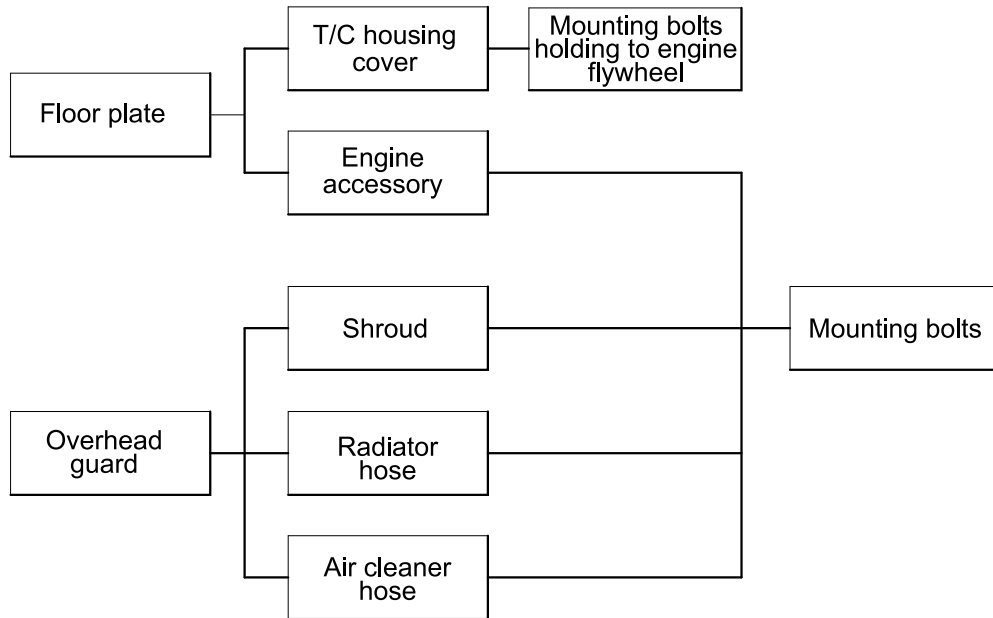 T/C housing
cover
Mounting bolts
holding to engine
flywheel
Floor plate
Engine
accessory
Shroud
Mounting bolts
Overhead
guard
Radiator
hose
Air cleaner
hose